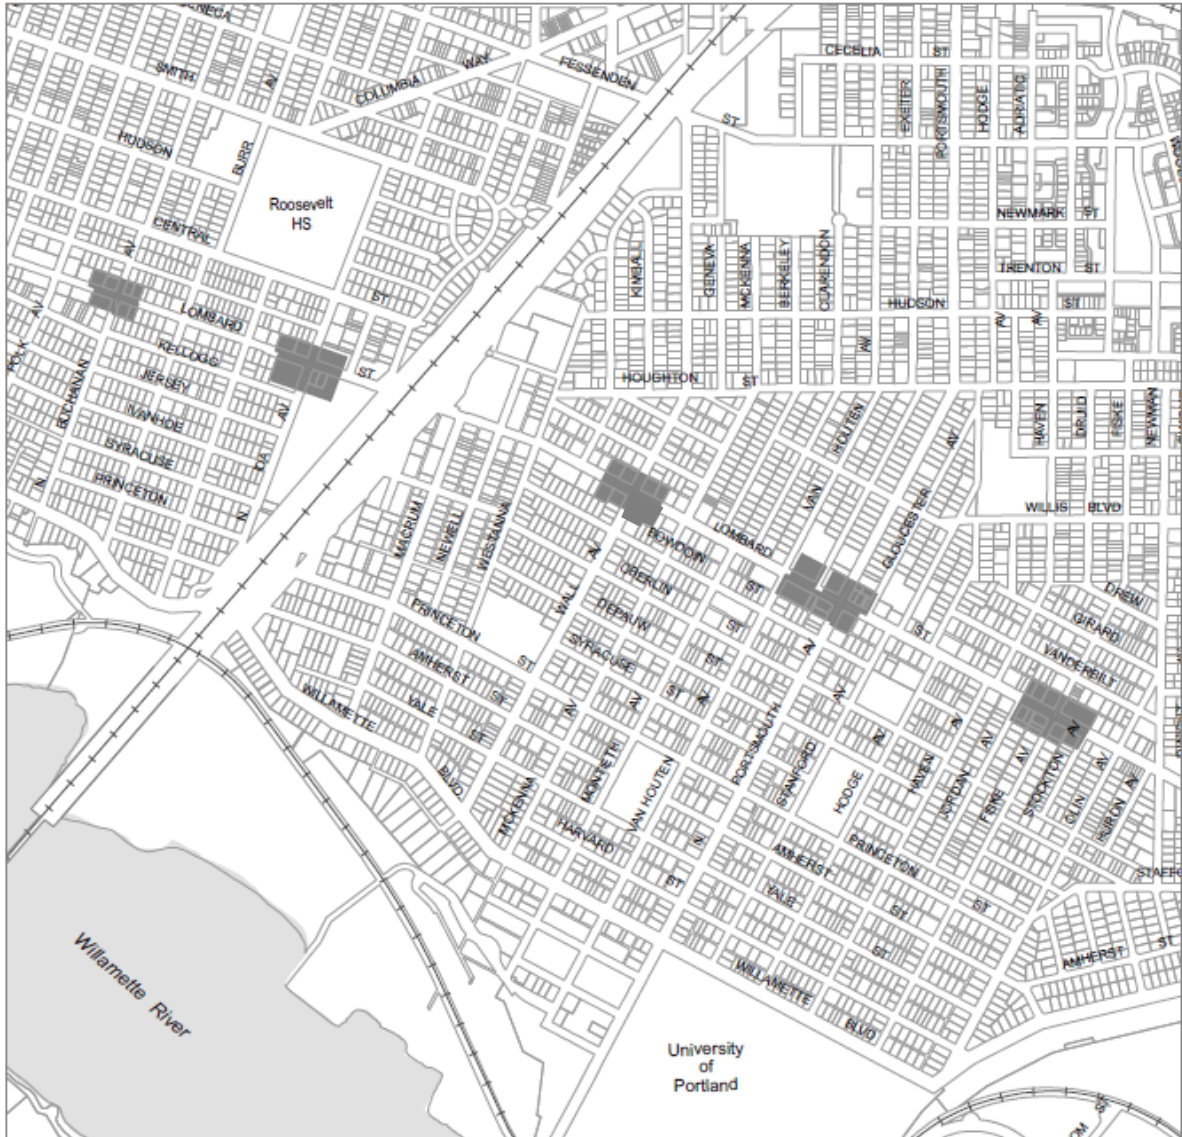 SMITH
AV
COLUMBIA
WAY
FESSENDEN
CECELIA
ST
EXETER
PORTSMOUTH
HODGE
ADRIATIC
HUDSON
BURR
ST
Roosevelt
HS
CENTRAL
AV
ST
KIMBALL
GENEVA
MCKENNA
BERKELEY
CLARENDON
NEWMARK
ST
TRENTON
ST
HUDSON
ST
AV
AV
AV
AV
LOMBARD
ST
KELLOGG
JERSEY
IVANHOE
SYRACUSE
PRINCETON
POLK
BUCHANAN
N
AV
IDA
N
HOUGHTON
ST
HAVEN
DRUID
FISKE
NEWMAN
VAN
HOUTEN
AV
GLOUCESTER
WILLIS
BLVD
MACRUM
NEWELL
WESTANNA
WALL
AV
BOWDOIN
ST
LOMBARD
ST
OBERLIN
ST
DEPAUW
ST
SYRACUSE
ST
DREW
GIRARD
VANDERBILT
PRINCETON
ST
AMHERST
ST
YALE
ST
WILLAMETTE
BLVD.
MCKENNA
AV
MONTIETH
AV
VAN HOUTEN
AV
PORTSMOUTH
AV
N
STANFORD
AV
HODGE
AV
HAVEN
AV
JORDAN
AV
FISKE
AV
STOCKTON
AV
CLIN
AV
HURON
AV
HARVARD
ST
AMHERST
ST
PRINCETON
ST
YALE
ST
WILLAMETTE
BLVD
AMHERST
ST
Willamette River
University
of
Portland
ST